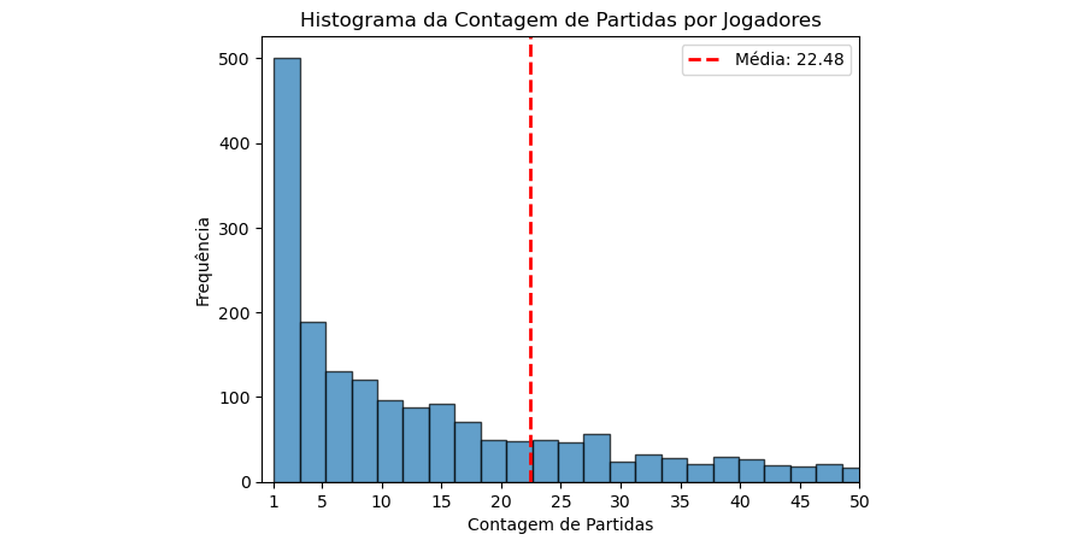 Histograma da Contagem de Partidas por Jogadores
Média: 22.48
500
400
300
200
100
0
Frequência
1 5 10 15 20 25 30 35 40 45 50
Contagem de Partidas